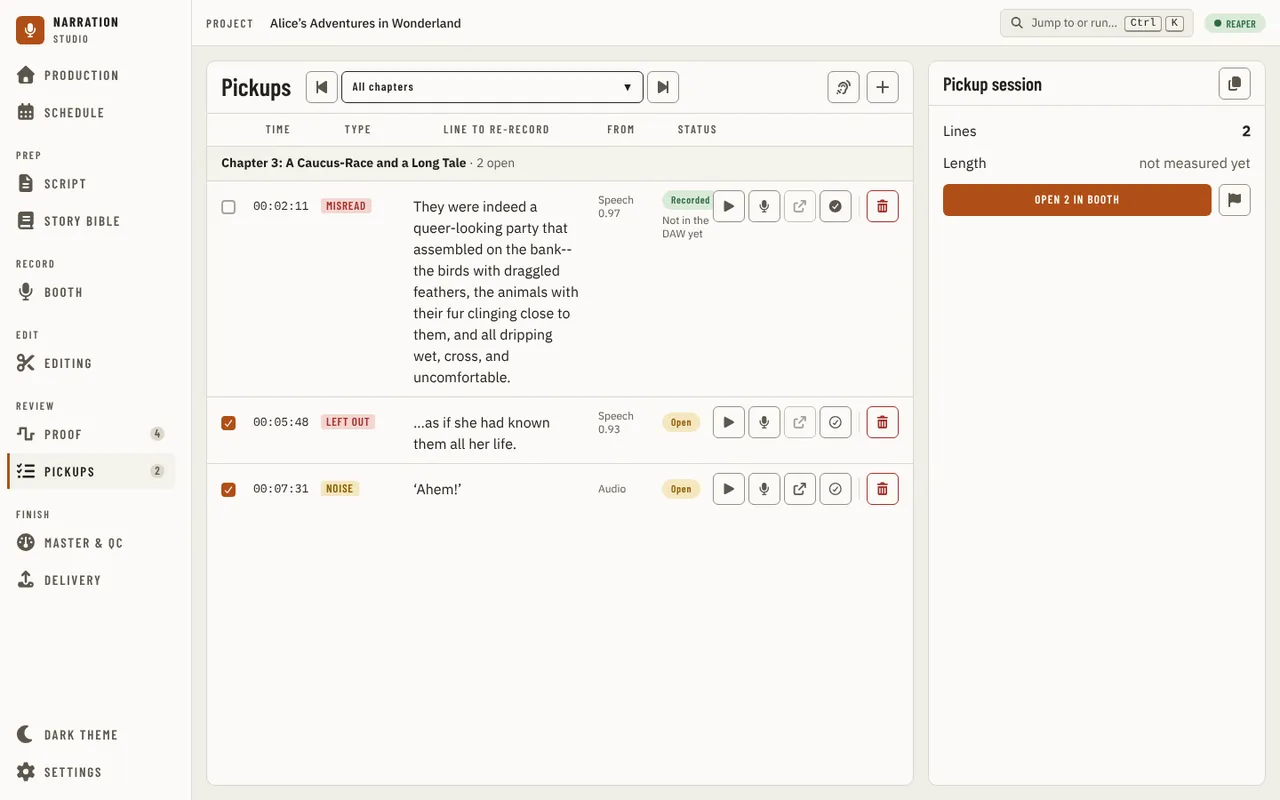 NARRATION
STUDIO
PRODUCTION
SCHEDULE
PREP
SCRIPT
STORY BIBLE
RECORD
BOOTH
EDIT
EDITING
REVIEW
PROOF 4
PICKUPS 2
FINISH
MASTER & QC
DELIVERY
DARK THEME
SETTINGS
PROJECT Alice's Adventures in Wonderland
Jump to or run... Ctrl K
REAPER
Pickups
All chapters
TIME TYPE LINE TO RE-RECORD FROM STATUS
Chapter 3: A Caucus-Race and a Long Tale · 2 open
00:02:11 MISREAD
They were indeed a
queer-looking party that
assembled on the bank--
the birds with draggled
feathers, the animals with
their fur clinging close to
them, and all dripping
wet, cross, and
uncomfortable.
Speech
0.97
Recorded
Not in the
DAW yet
00:05:48 LEFT OUT
...as if she had known
them all her life.
Speech
0.93
Open
00:07:31 NOISE
‘Ahem!’
Audio
Open
Pickup session
Lines 2
Length not measured yet
OPEN 2 IN BOOTH